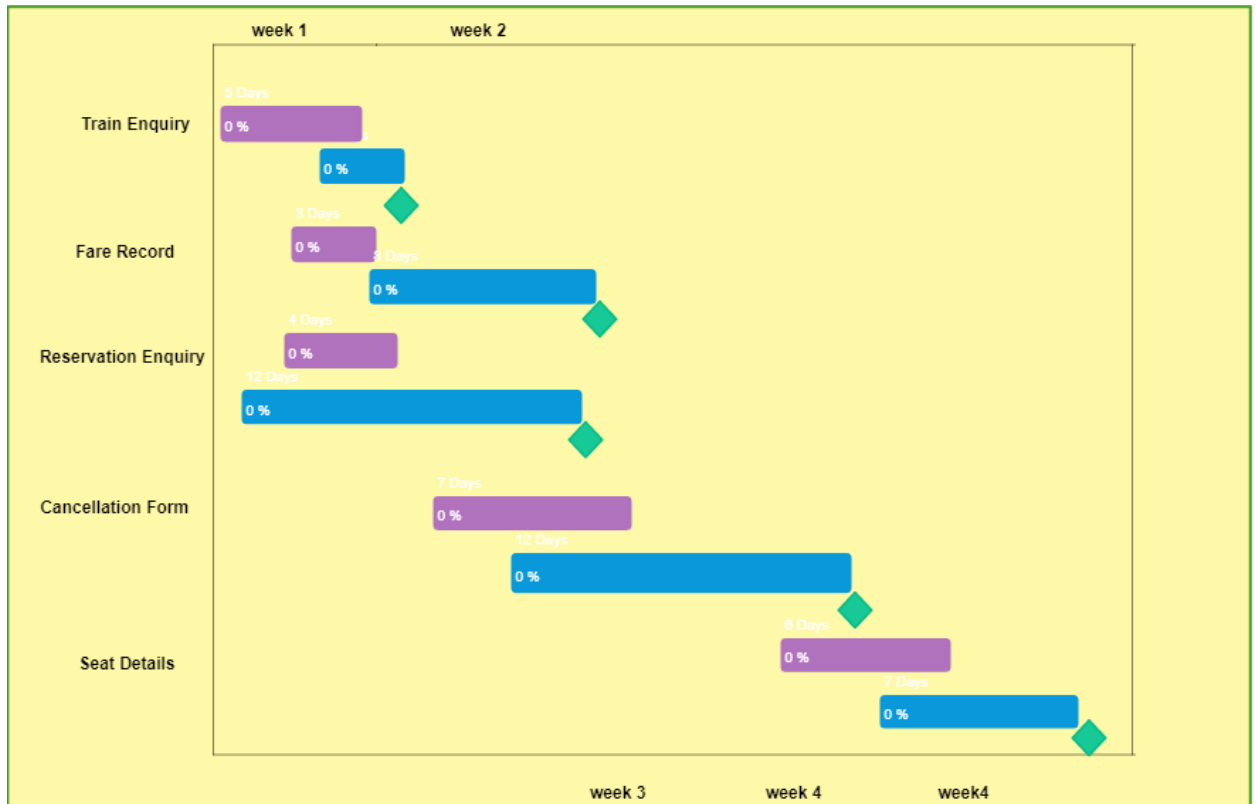 week 1 week 2
5 Days
Train Enquiry
0 %
0 %
3 Days
Fare Record
0 %
8 Days
0 %
4 Days
Reservation Enquiry
0 %
12 Days
0 %
7 Days
Cancellation Form
0 %
12 Days
0 %
6 Days
Seat Details
0 %
7 Days
0 %
week 3 week 4 week4